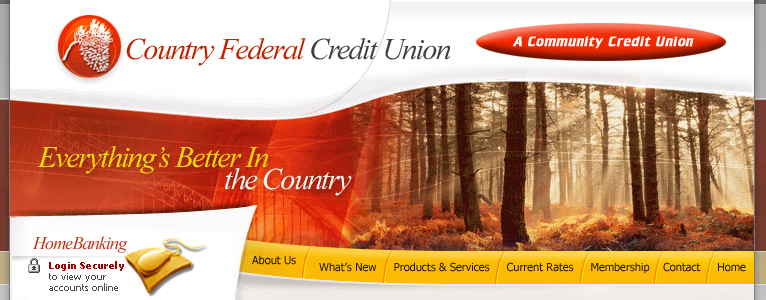 Country Federal Credit Union
A Community Credit Union
Everything's Better In
the Country
HomeBanking
Login Securely
to view your
accounts online
About Us
What's New
Products & Services
Current Rates
Membership
Contact
Home